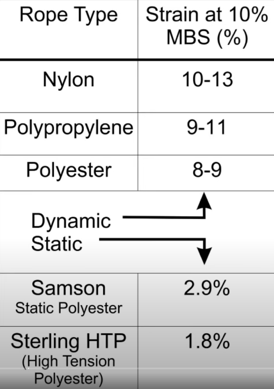 Rope Type Strain at 10%
MBS (%)
Nylon 10-13
Polypropylene 9-11
Polyester 8-9
Dynamic
Static
Samson 2.9%
Static Polyester
Sterling HTP 1.8%
(High Tension
Polyester)